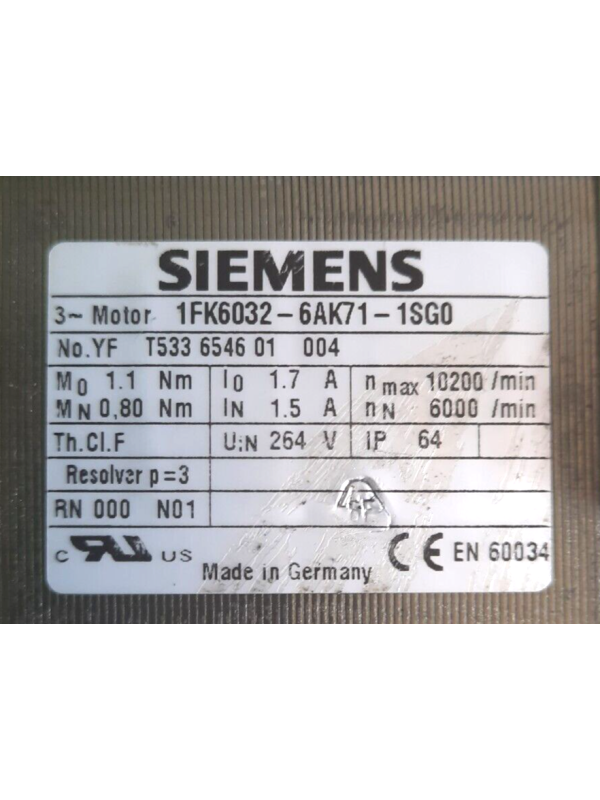 SIEMENS
3~ Motor 1FK6032-6AK71-1SG0
No.YF T533 6546 01 004
M0 1.1 Nm I0 1.7 A nmax 10200 /min
MN 0,80 Nm IN 1.5 A nN 6000 /min
Th.Cl.F UiN 264 V IP 64
Resolver p=3
RN 000 N01
C US CE EN 60034
Made in Germany